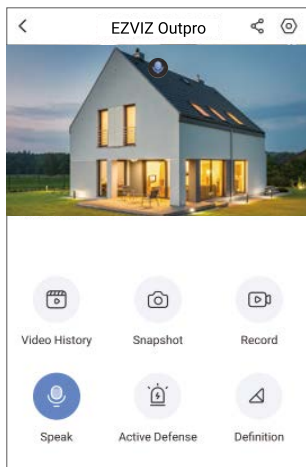 EZVIZ Outpro
Video History
Snapshot
Record
Speak
Active Defense
Definition